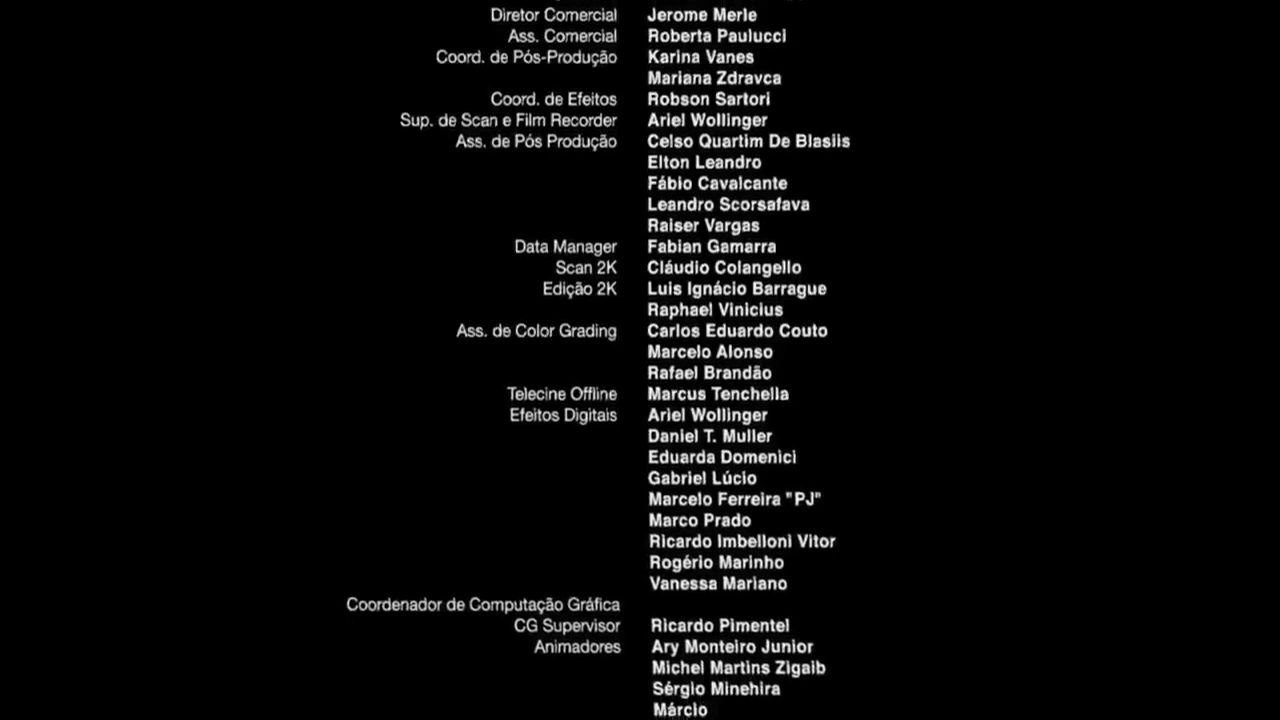 Diretor Comercial Jerome Merle
Ass. Comercial Roberta Paulucci
Coord. de Pós-Produção Karina Vanes
Mariana Zdravca
Coord. de Efeitos Robson Sartori
Sup. de Scan e Film Recorder Ariel Wollinger
Ass. de Pós Produção Celso Quartim De Blasiis
Elton Leandro
Fábio Cavalcante
Leandro Scorsafava
Raiser Vargas
Data Manager Fabian Gamarra
Scan 2K Cláudio Colangello
Edição 2K Luis Ignácio Barrague
Raphael Vinicius
Ass. de Color Grading Carlos Eduardo Couto
Marcelo Alonso
Rafael Brandão
Telecine Offline Marcus Tenchella
Efeitos Digitais Ariel Wollinger
Daniel T. Muller
Eduarda Domenici
Gabriel Lúcio
Marcelo Ferreira "PJ"
Marco Prado
Ricardo Imbelloni Vitor
Rogério Marinho
Vanessa Mariano
Coordenador de Computação Gráfica
CG Supervisor Ricardo Pimentel
Animadores Ary Monteiro Junior
Michel Martins Zigaib
Sérgio Minehira
Márcio